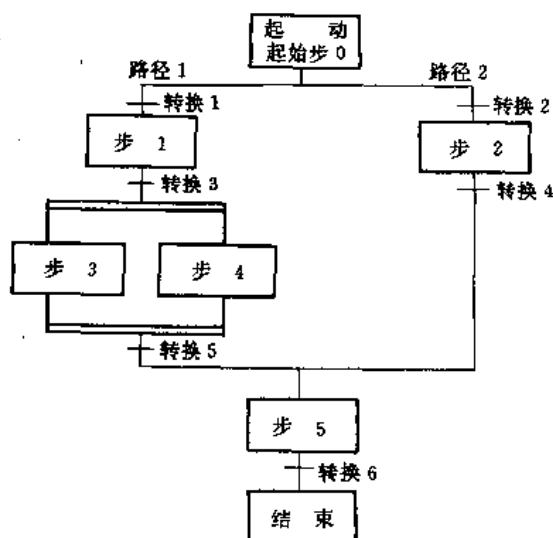 起 动
起始步 0
路径 1
路径 2
转换 1
转换 2
步 1
步 2
转换 3
转换 4
步 3
步 4
转换 5
步 5
转换 6
结 束